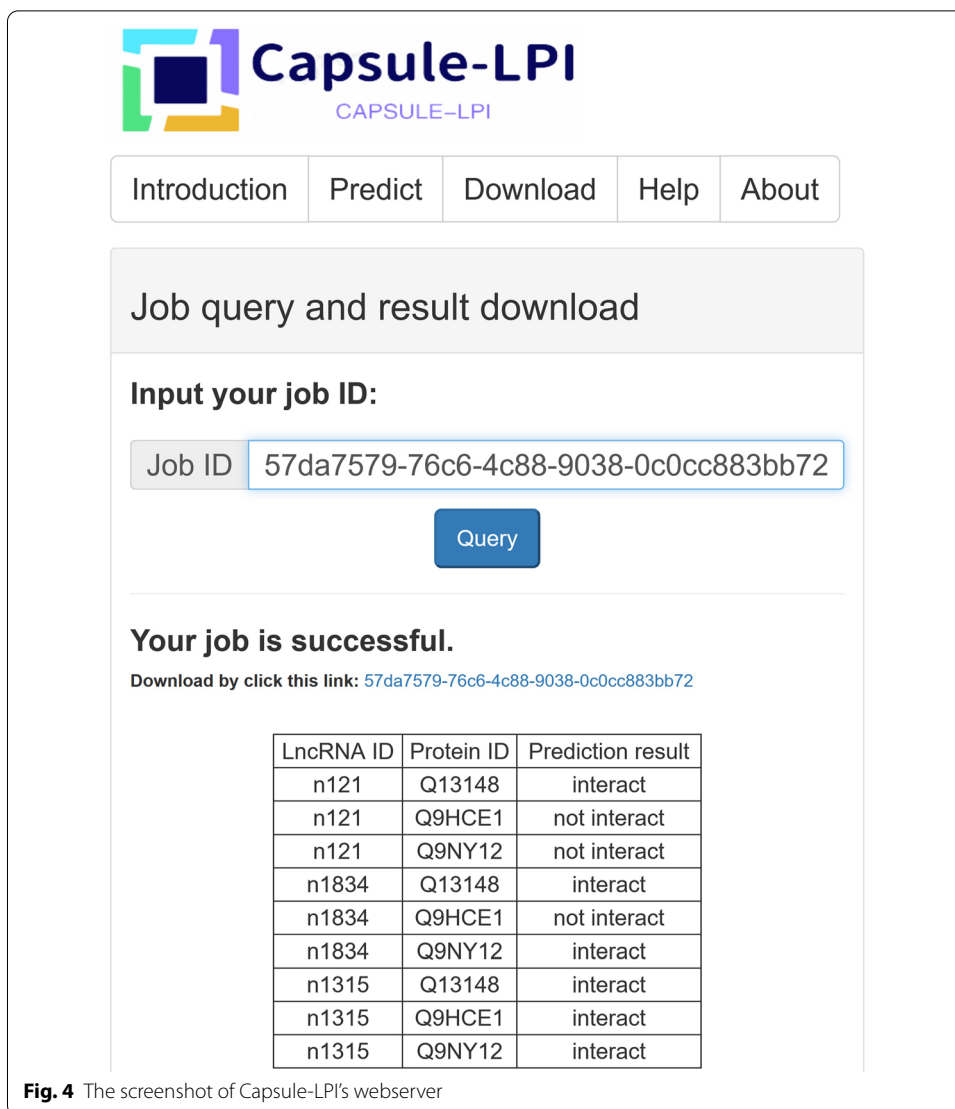 Capsule-LPI
CAPSULE–LPI
Introduction Predict Download Help About
Job query and result download
Input your job ID:
Job ID 57da7579-76c6-4c88-9038-0c0cc883bb72
Query
Your job is successful.
Download by click this link: 57da7579-76c6-4c88-9038-0c0cc883bb72
LncRNA ID Protein ID Prediction result
n121 Q13148 interact
n121 Q9HCE1 not interact
n121 Q9NY12 not interact
n1834 Q13148 interact
n1834 Q9HCE1 not interact
n1834 Q9NY12 interact
n1315 Q13148 interact
n1315 Q9HCE1 interact
n1315 Q9NY12 interact
Fig. 4 The screenshot of Capsule-LPI's webserver